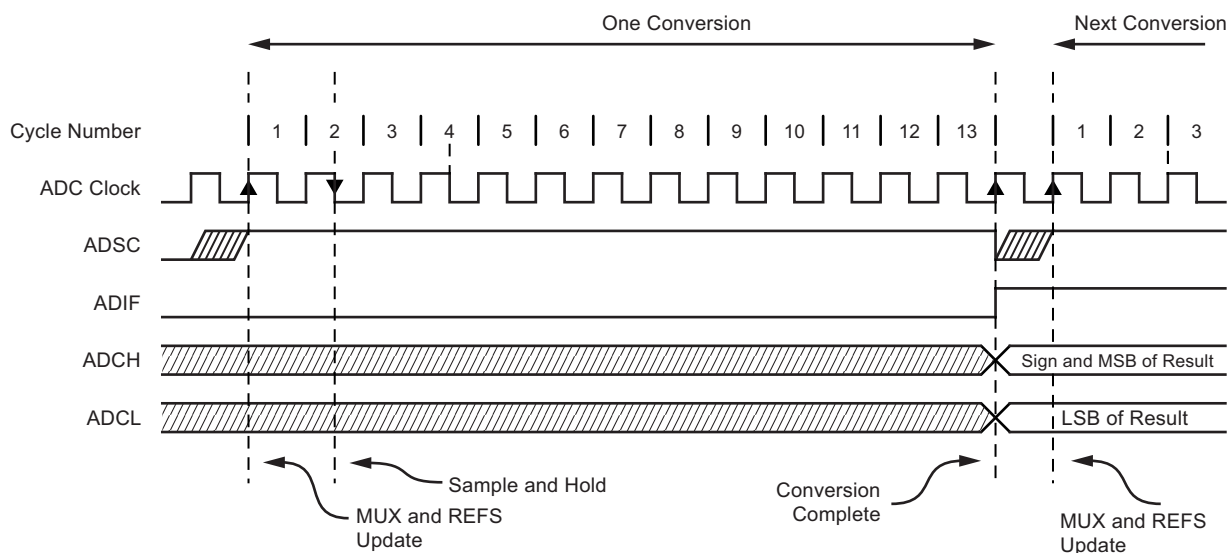 One Conversion
Next Conversion
Cycle Number
1 2 3 4 5 6 7 8 9 10 11 12 13 1 2 3
ADC Clock
ADSC
ADIF
ADCH
Sign and MSB of Result
ADCL
LSB of Result
Sample and Hold
MUX and REFS
Update
Conversion
Complete
MUX and REFS
Update